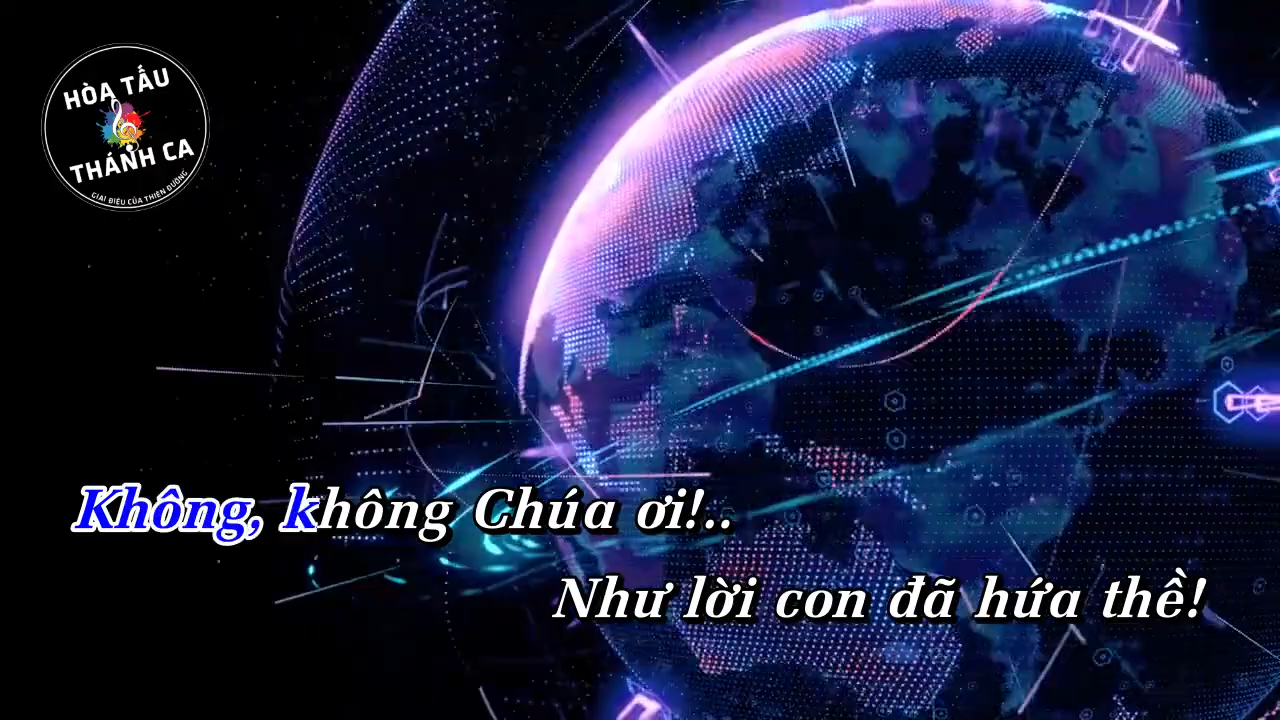 HÒA TẤU
THÁNH CA
GIAI ĐIỆU CỦA THIÊN ĐƯỜNG
Không, không Chúa ơi!..
Như lời con đã hứa thề!